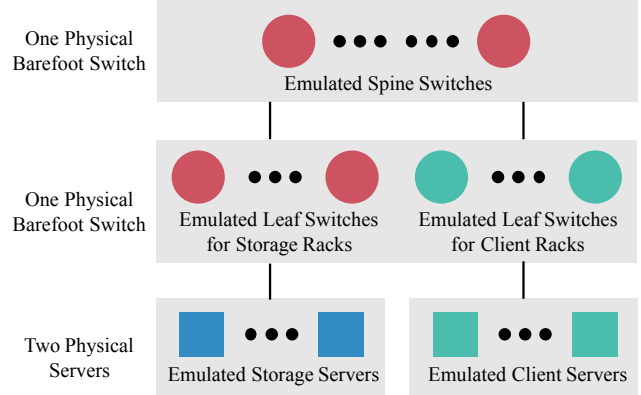 One Physical
Barefoot Switch
Emulated Spine Switches
One Physical
Barefoot Switch
Emulated Leaf Switches
for Storage Racks
Emulated Leaf Switches
for Client Racks
Two Physical
Servers
Emulated Storage Servers
Emulated Client Servers